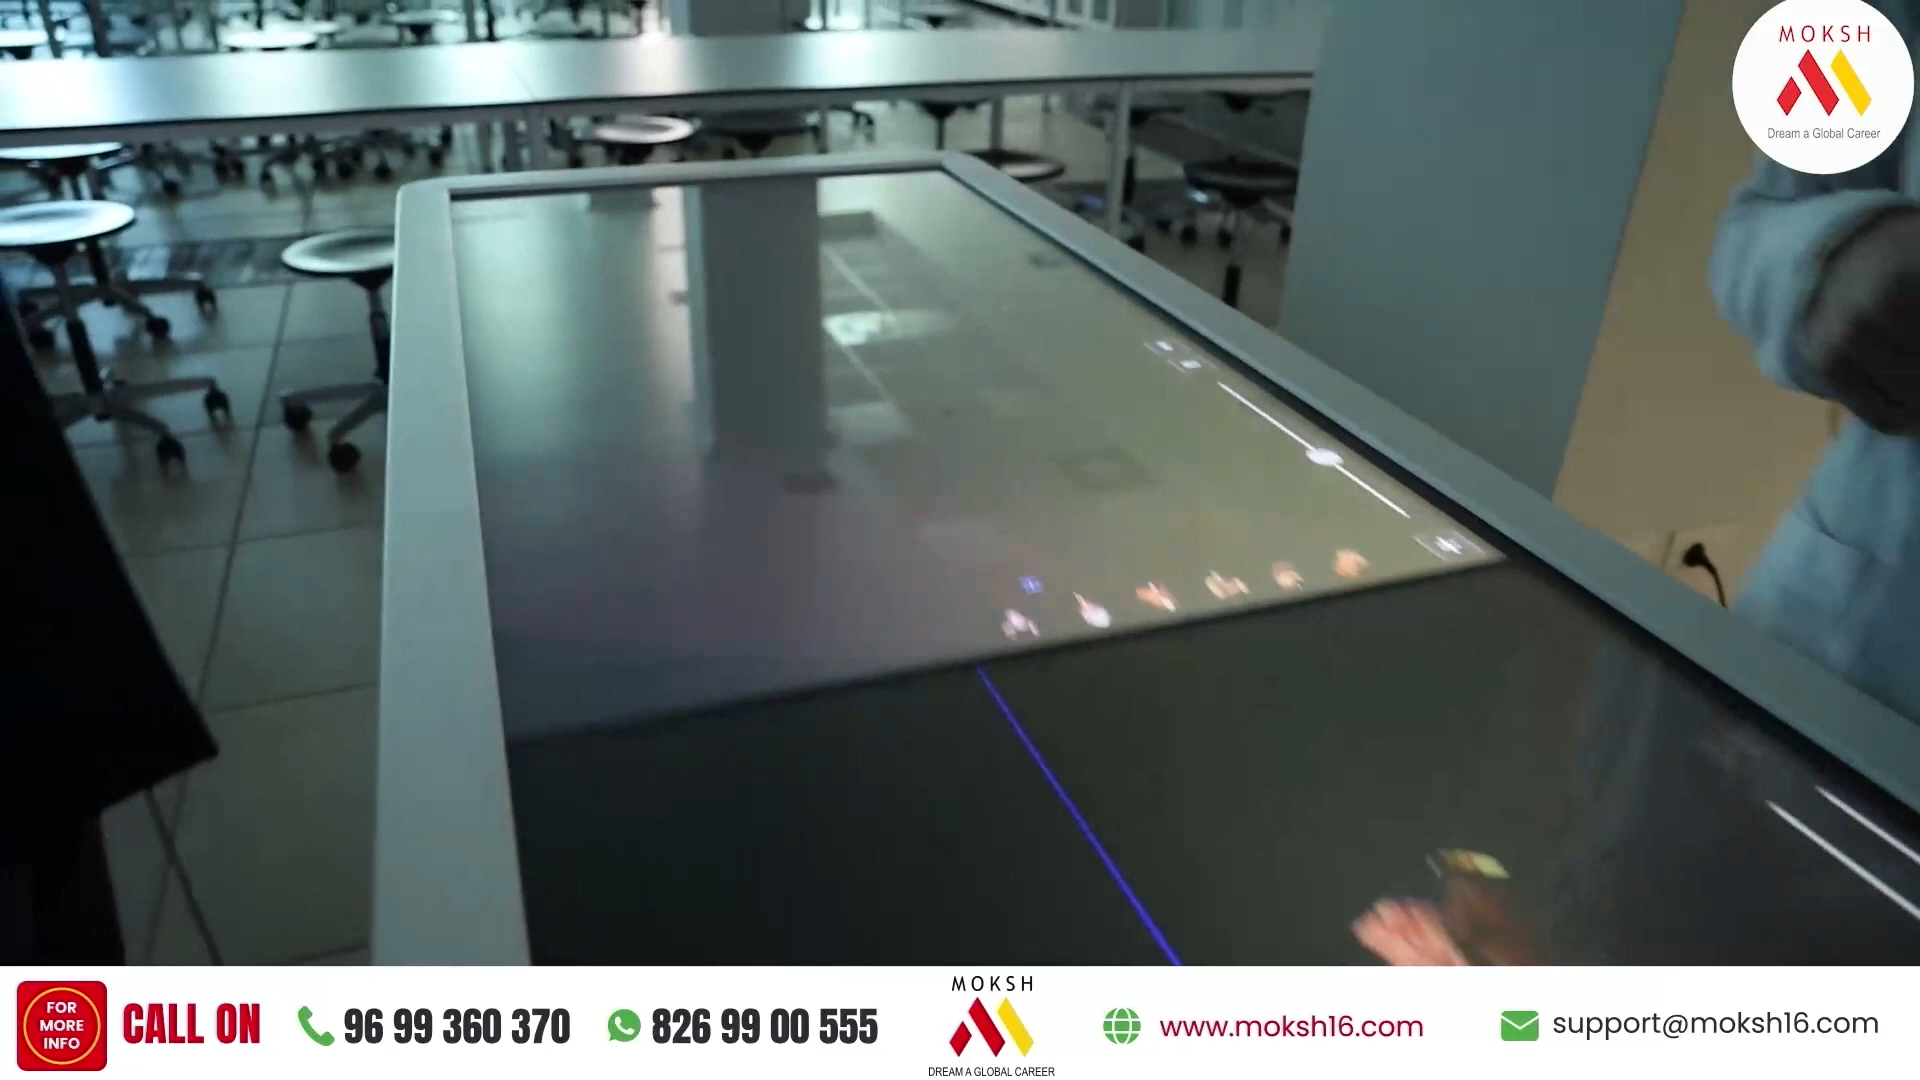 MOKSH
Dream a Global Career
FOR
MORE
INFO
CALL ON
96 99 360 370
826 99 00 555
MOKSH
DREAM A GLOBAL CAREER
www.moksh16.com
support@moksh16.com